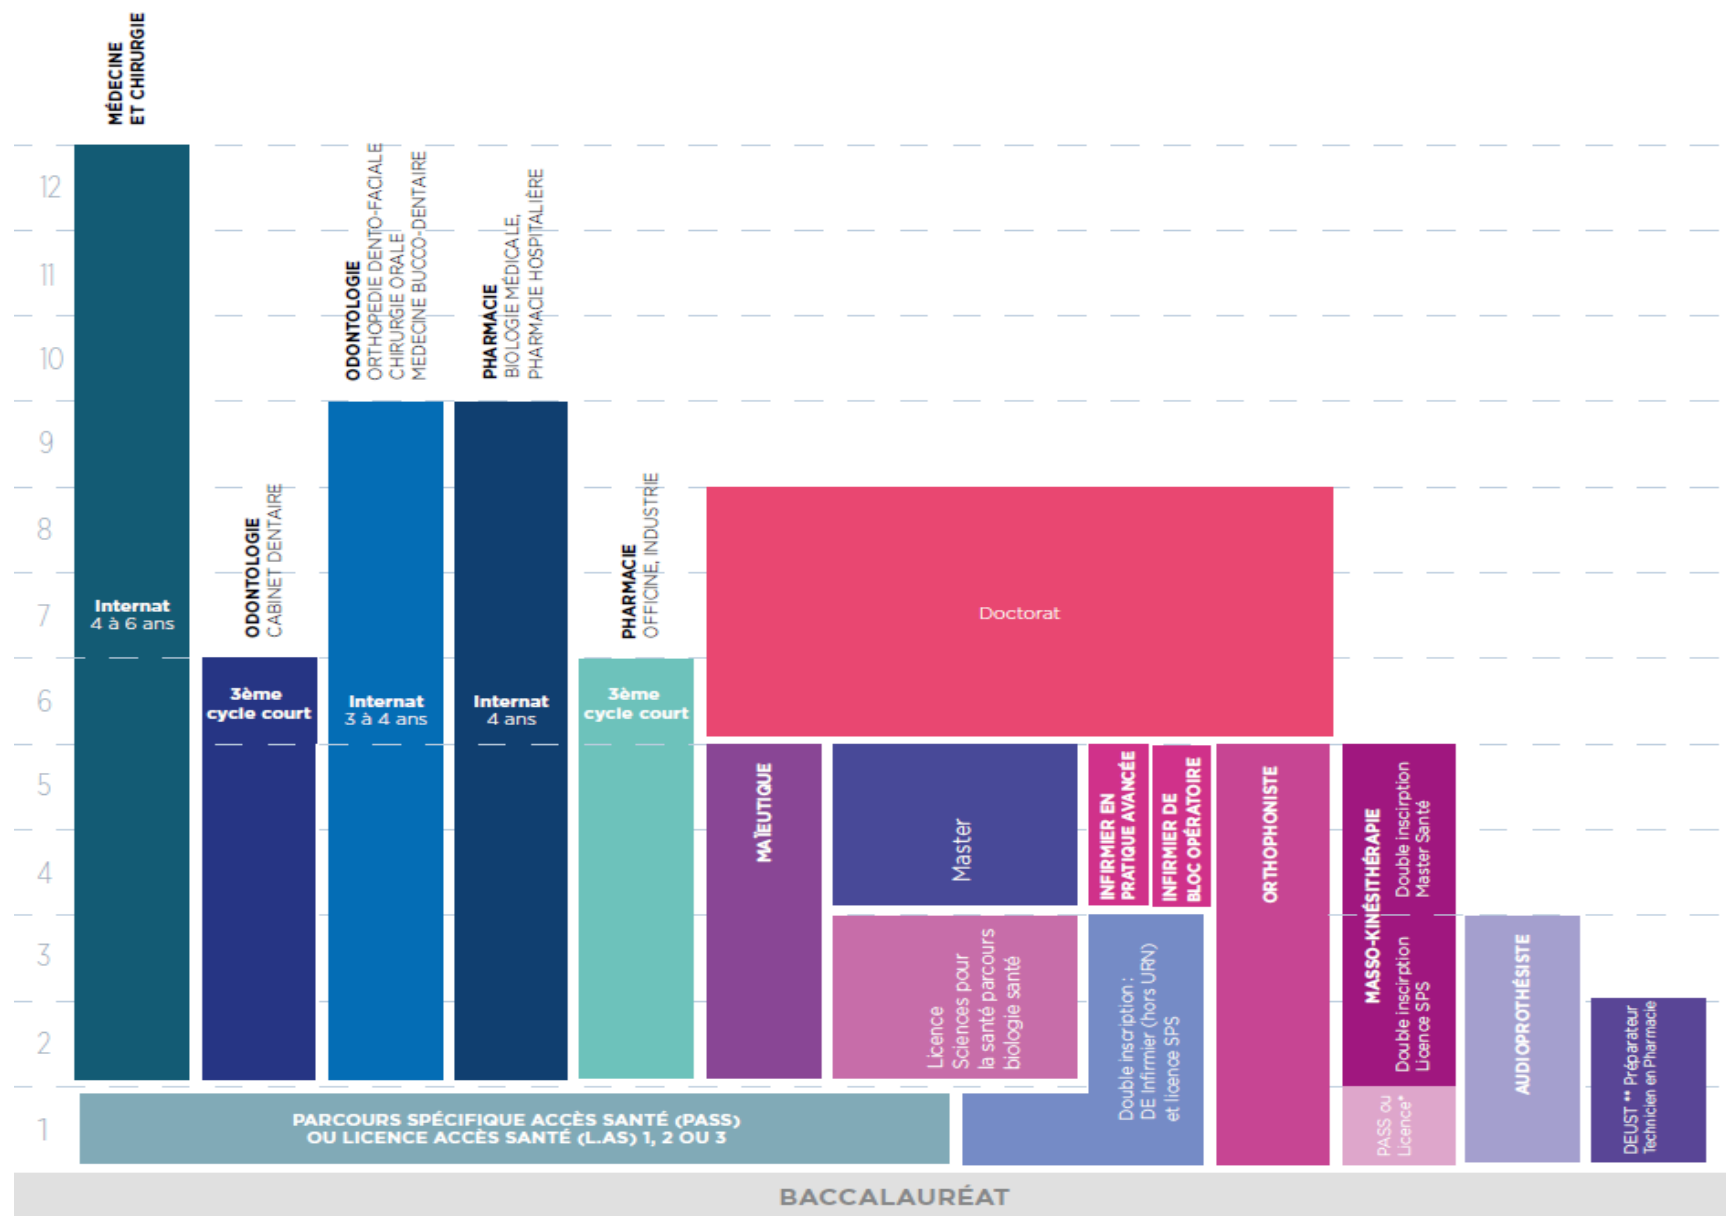 MÉDECINE
ET CHIRURGIE
12
11
10
9
8
7
6
5
4
3
2
1
Internat
4 à 6 ans
ODONTOLOGIE
CABINET DENTAIRE
3ème
cycle court
ODONTOLOGIE
ORTHOPEDIE DENTO-FACIALE
CHIRURGIE ORALE
MEDECINE BUCCO-DENTAIRE
Internat
3 à 4 ans
PHARMACIE
BIOLOGIE MÉDICALE,
PHARMACIE HOSPITALIÈRE
Internat
4 ans
PHARMACIE
OFFICINE, INDUSTRIE
3ème
cycle court
Doctorat
MAÏEUTIQUE
Master
Licence
Sciences pour
la santé parcours
biologie santé
INFIRMIER EN
PRATIQUE AVANCÉE
INFIRMIER DE
BLOC OPÉRATOIRE
Double inscription :
DE Infirmier (hors URN)
et licence SPS
ORTHOPHONISTE
MASSO-KINÉSITHÉRAPIE
Double inscirption
Master Santé
Double inscirption
Licence SPS
PASS ou
Licence*
AUDIOPROTHÉSISTE
DEUST ** Préparateur
Technicien en Pharmacie
PARCOURS SPÉCIFIQUE ACCÈS SANTÉ (PASS)
OU LICENCE ACCÈS SANTÉ (L.AS) 1, 2 OU 3
BACCALAURÉAT